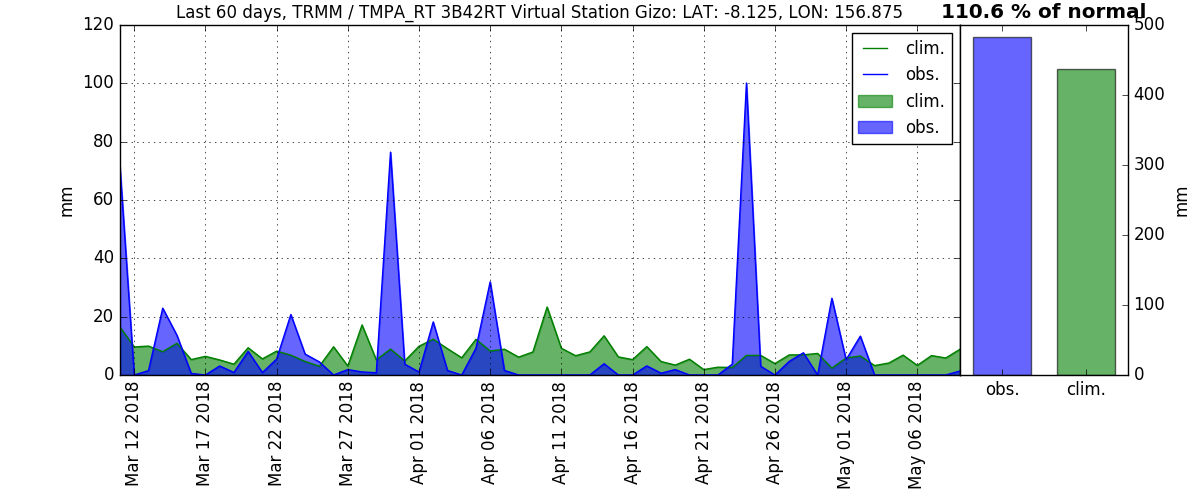 Last 60 days, TRMM / TMPA_RT 3B42RT Virtual Station Gizo: LAT: -8.125, LON: 156.875
110.6 % of normal
120
100
80
60
40
20
0
mm
clim.
obs.
clim.
obs.
500
400
300
200
100
0
mm
obs.
clim.
Mar 12 2018
Mar 17 2018
Mar 22 2018
Mar 27 2018
Apr 01 2018
Apr 06 2018
Apr 11 2018
Apr 16 2018
Apr 21 2018
Apr 26 2018
May 01 2018
May 06 2018